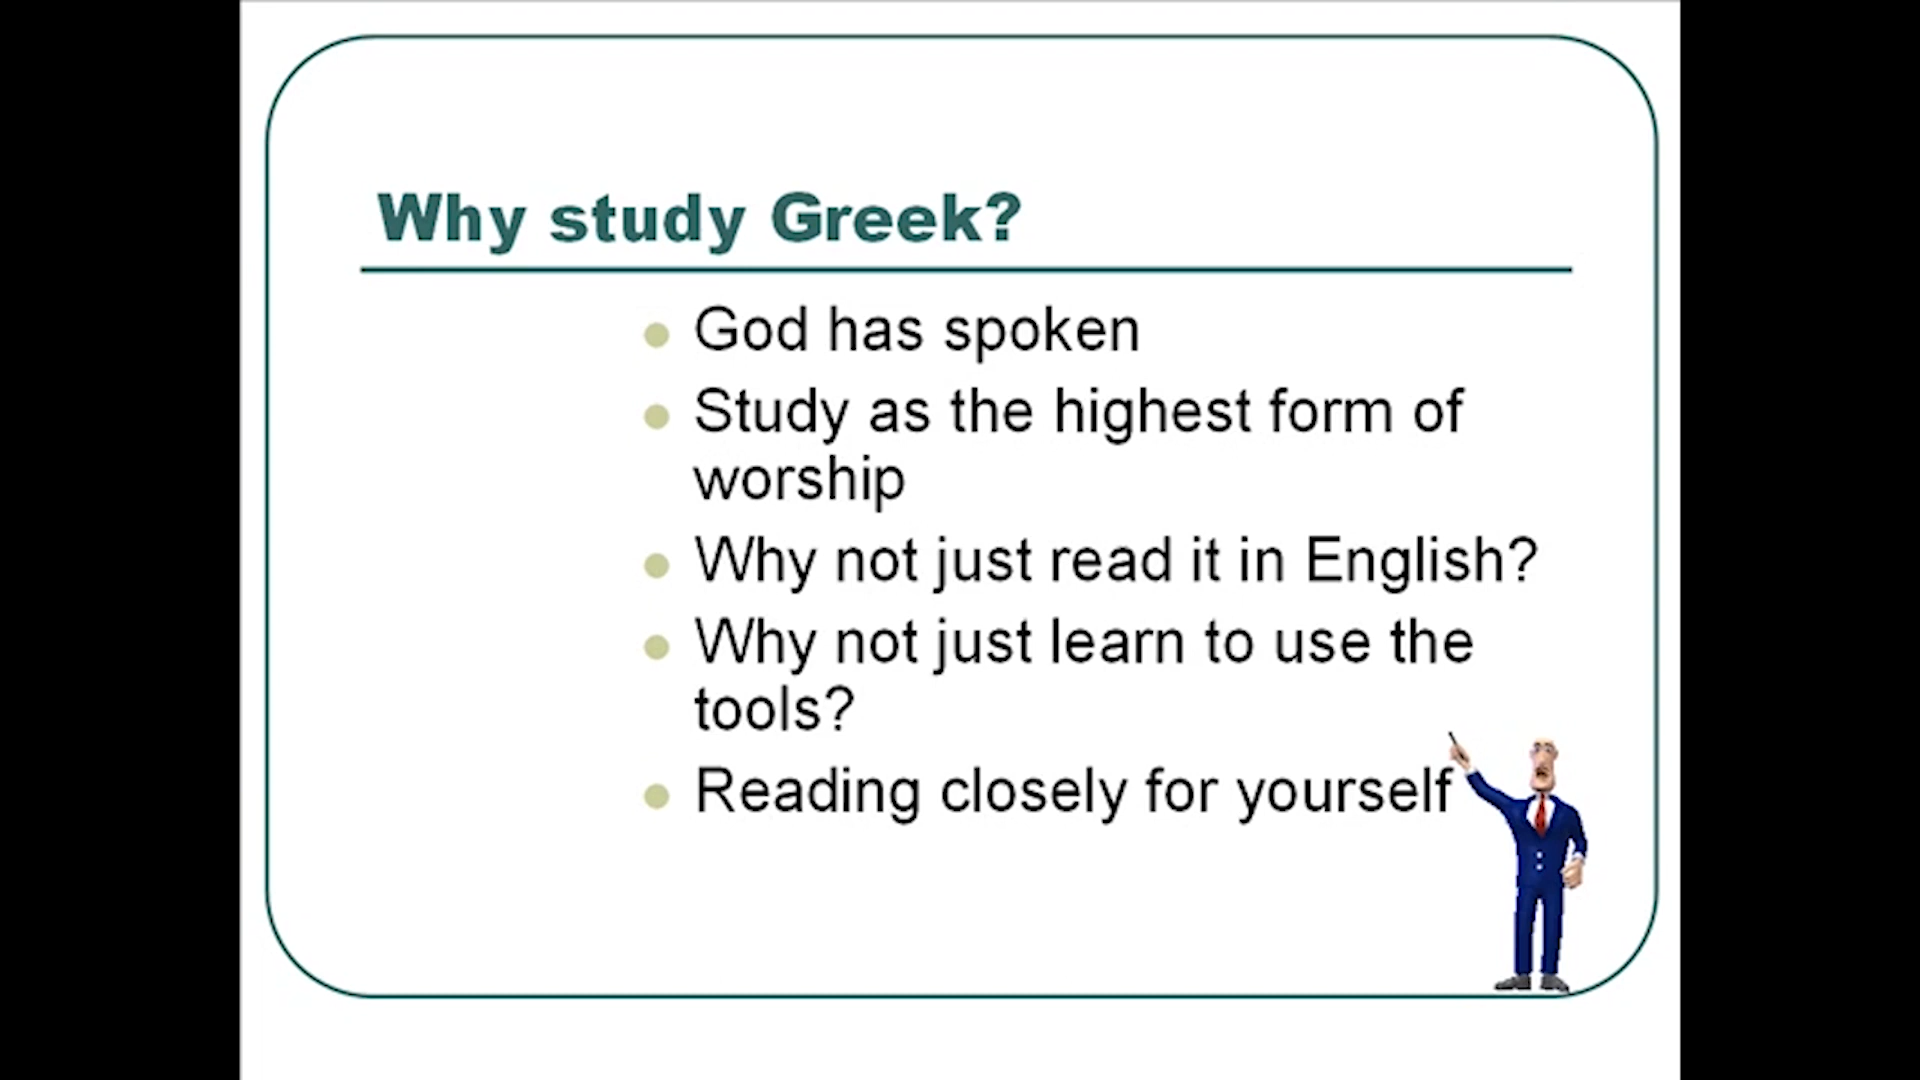 Why study Greek?
God has spoken
Study as the highest form of
worship
Why not just read it in English?
Why not just learn to use the
tools?
Reading closely for yourself